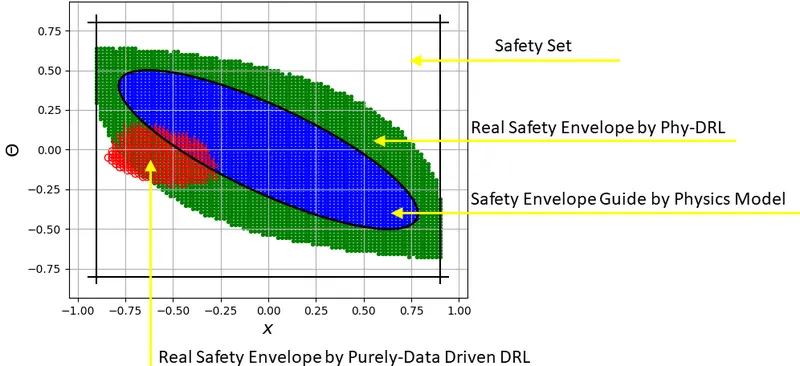 0.75
0.50
0.25
0.00
−0.25
−0.50
−0.75
Θ
−1.00 −0.75 −0.50 −0.25 0.00 0.25 0.50 0.75 1.00
x
Safety Set
Real Safety Envelope by Phy-DRL
Safety Envelope Guide by Physics Model
Real Safety Envelope by Purely-Data Driven DRL